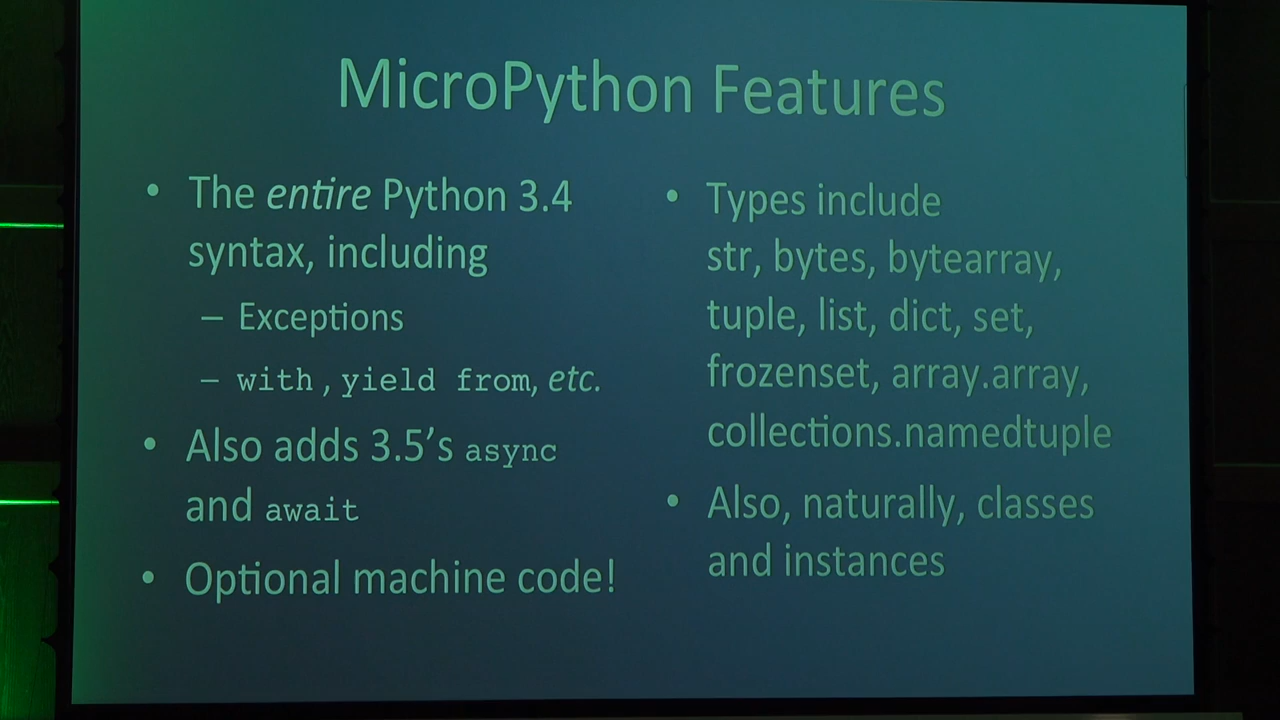 MicroPython Features
• The entire Python 3.4
syntax, including
– Exceptions
– with , yield from, etc.
• Also adds 3.5’s async
and await
• Optional machine code!
• Types include
str, bytes, bytearray,
tuple, list, dict, set,
frozenset, array.array,
collections.namedtuple
• Also, naturally, classes
and instances